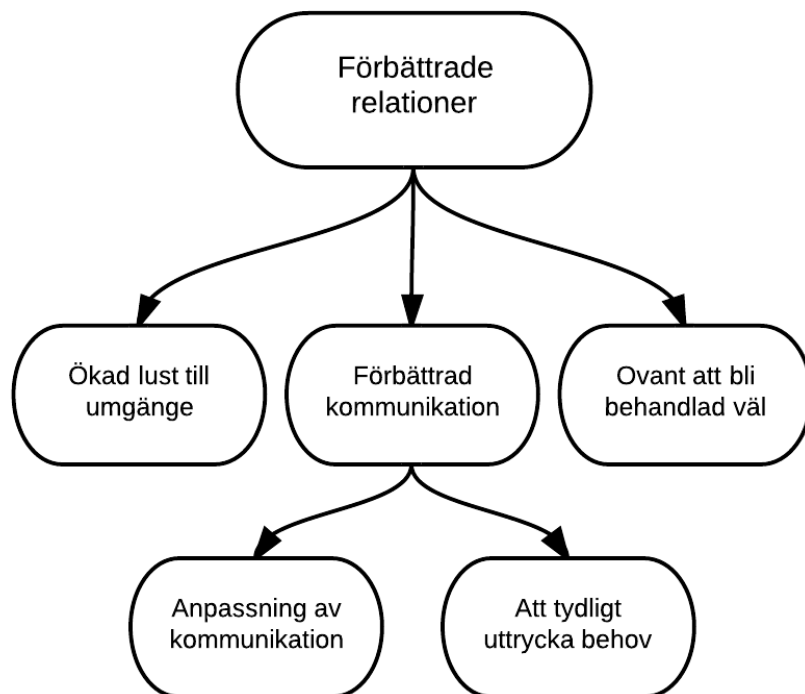 Förbättrade
relationer
Ökad lust till
umgänge
Förbättrad
kommunikation
Ovant att bli
behandlad väl
Anpassning av
kommunikation
Att tydligt
uttrycka behov